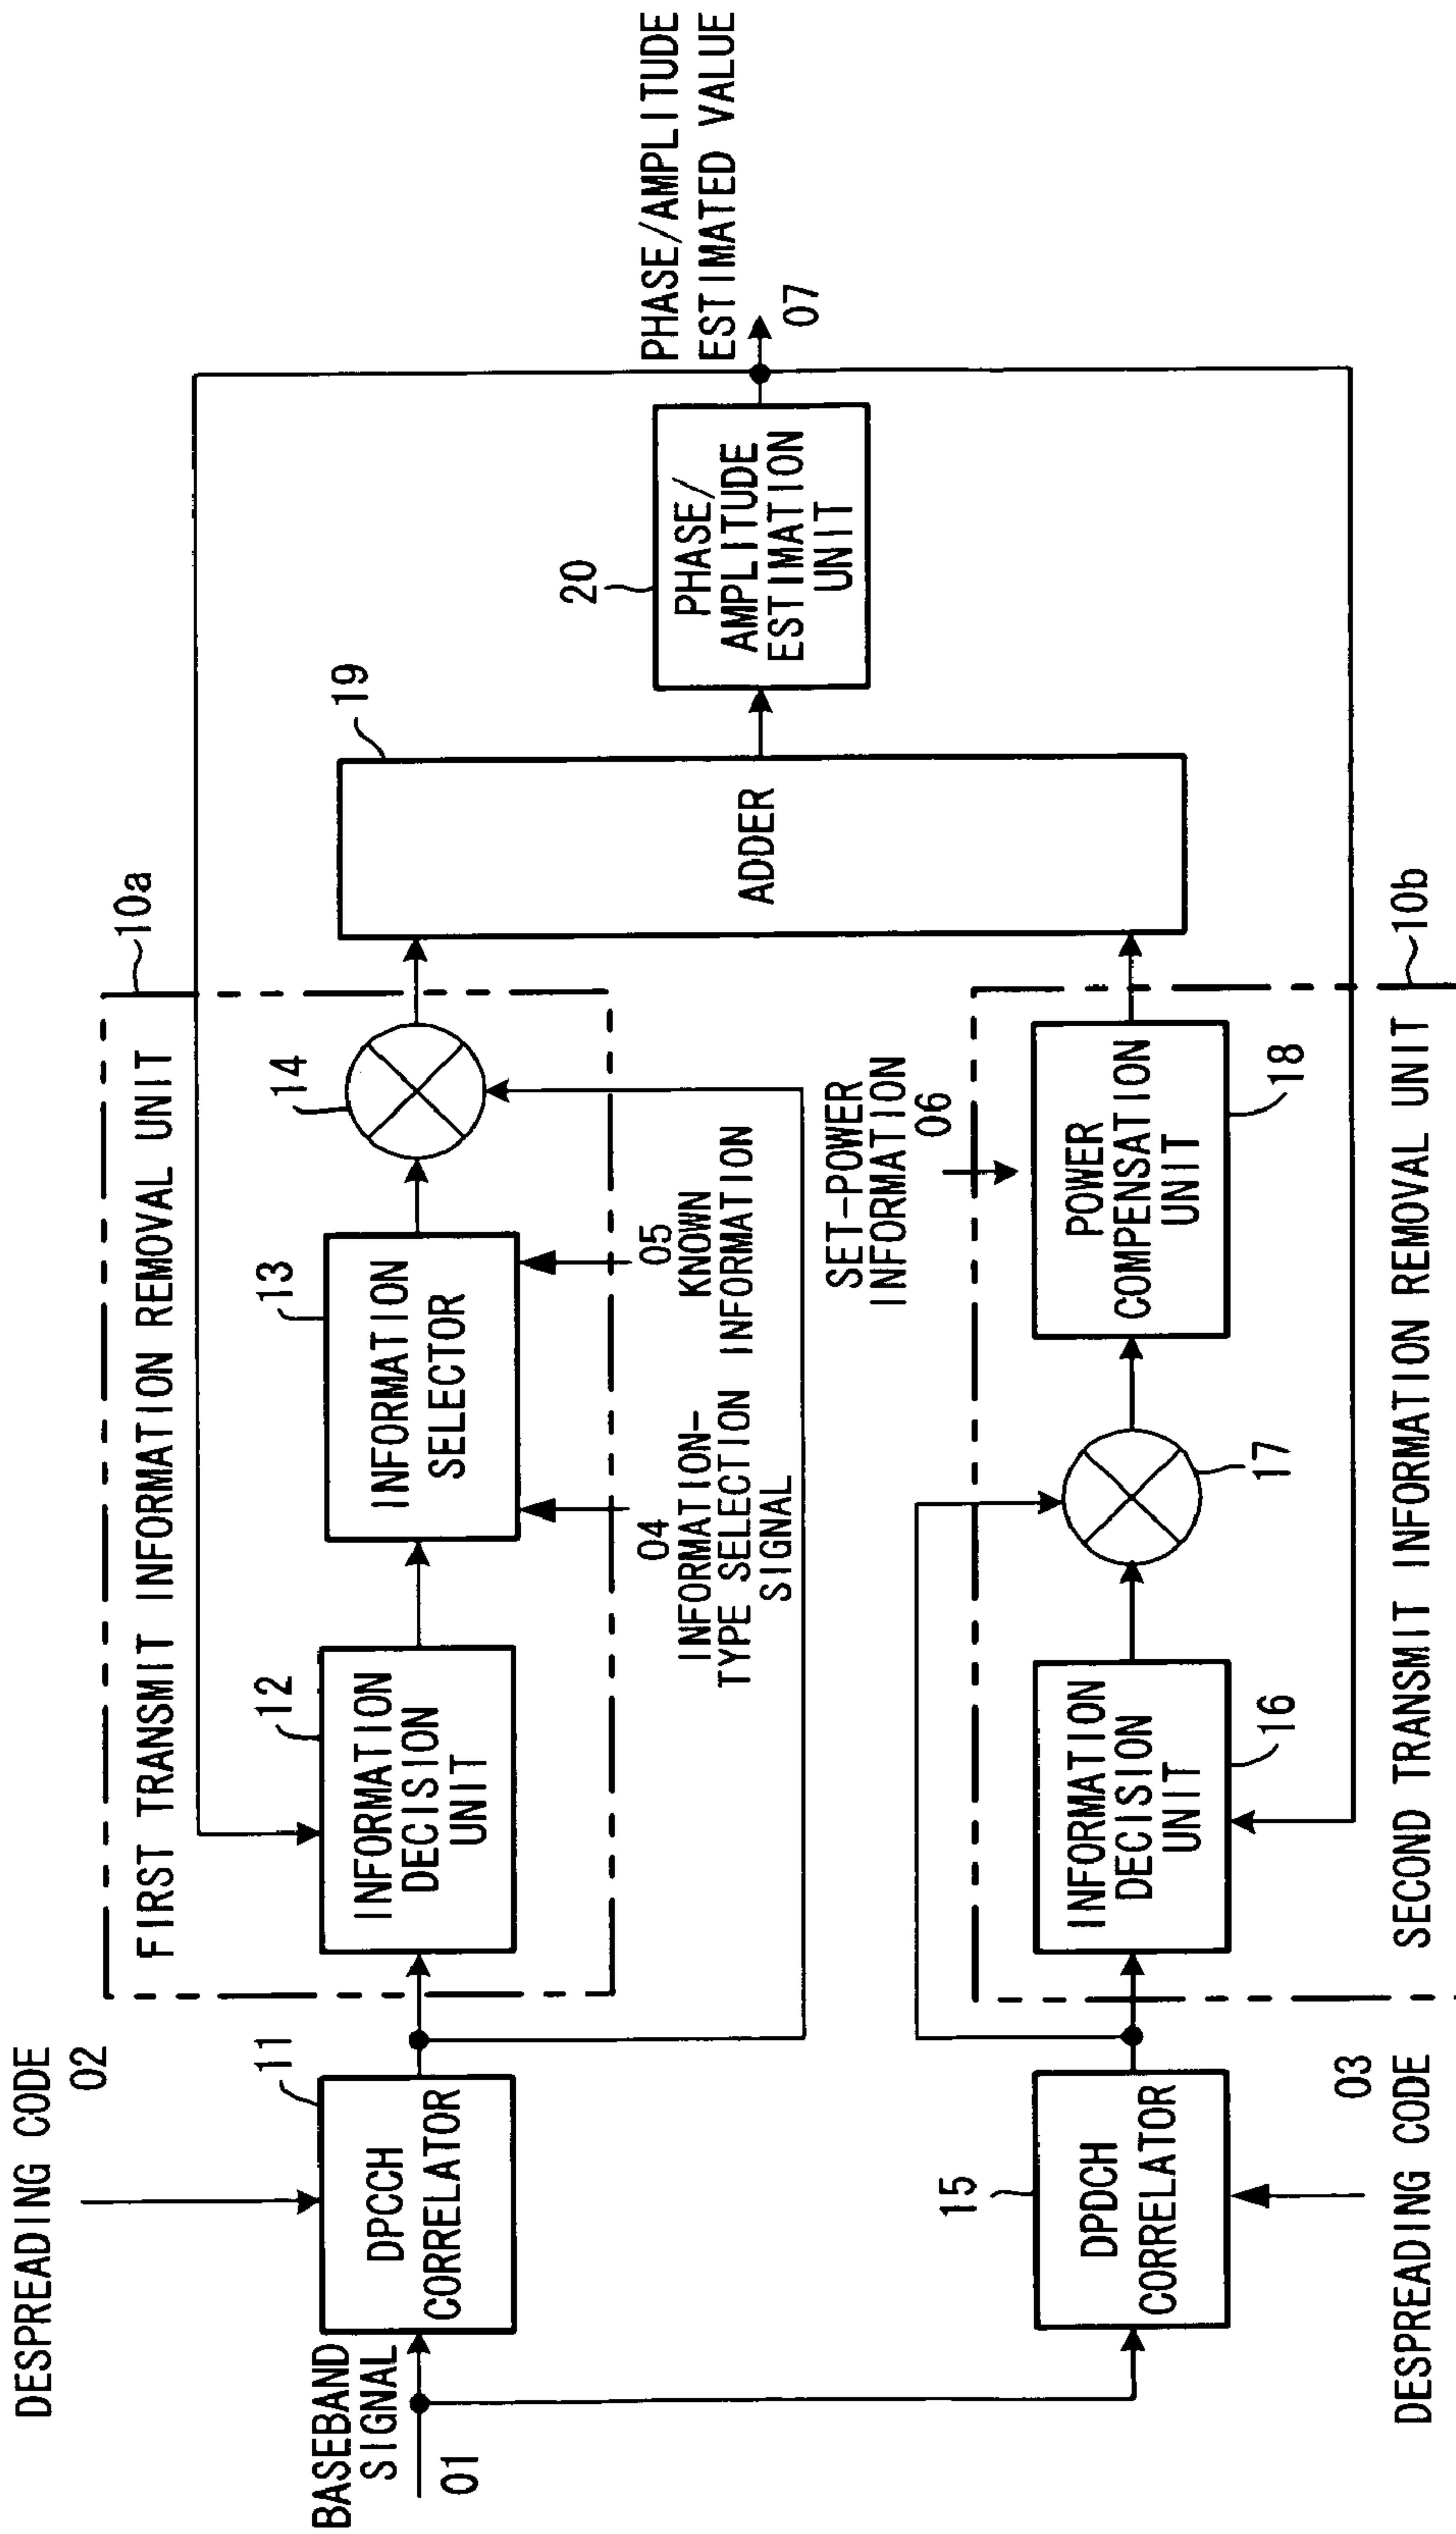 DESPREADING CODE
02
BASEBAND
SIGNAL
01
11
DPCCH
CORRELATOR
10a
FIRST TRANSMIT INFORMATION REMOVAL UNIT
12
INFORMATION
DECISION
UNIT
13
INFORMATION
SELECTOR
14
04
INFORMATION-
TYPE SELECTION
SIGNAL
05
KNOWN
INFORMATION
19
ADDER
20
PHASE/
AMPLITUDE
ESTIMATION
UNIT
PHASE/AMPLITUDE
ESTIMATED VALUE
07
15
DPDCH
CORRELATOR
03
DESPREADING CODE
INFORMATION
DECISION
UNIT
16
17
SET-POWER
INFORMATION
06
POWER
COMPENSATION
UNIT
18
SECOND TRANSMIT INFORMATION REMOVAL UNIT
10b